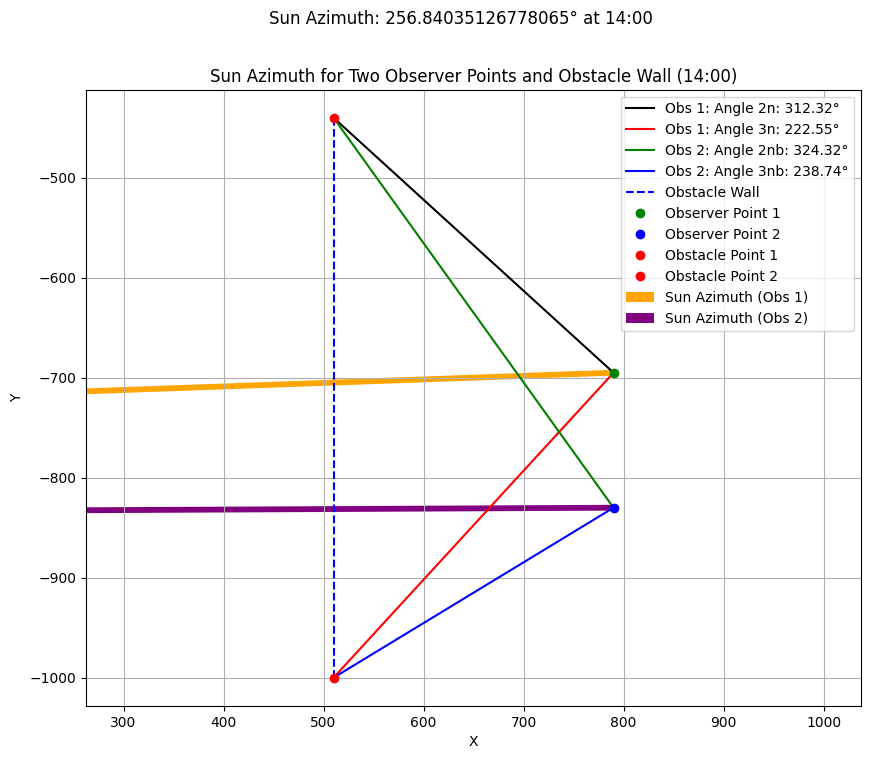 Sun Azimuth: 256.84035126778065° at 14:00
Sun Azimuth for Two Observer Points and Obstacle Wall (14:00)
Obs 1: Angle 2n: 312.32°
Obs 1: Angle 3n: 222.55°
Obs 2: Angle 2nb: 324.32°
Obs 2: Angle 3nb: 238.74°
Obstacle Wall
Observer Point 1
Observer Point 2
Obstacle Point 1
Obstacle Point 2
Sun Azimuth (Obs 1)
Sun Azimuth (Obs 2)
−500
−600
−700
−800
−900
−1000
Y
300 400 500 600 700 800 900 1000
X